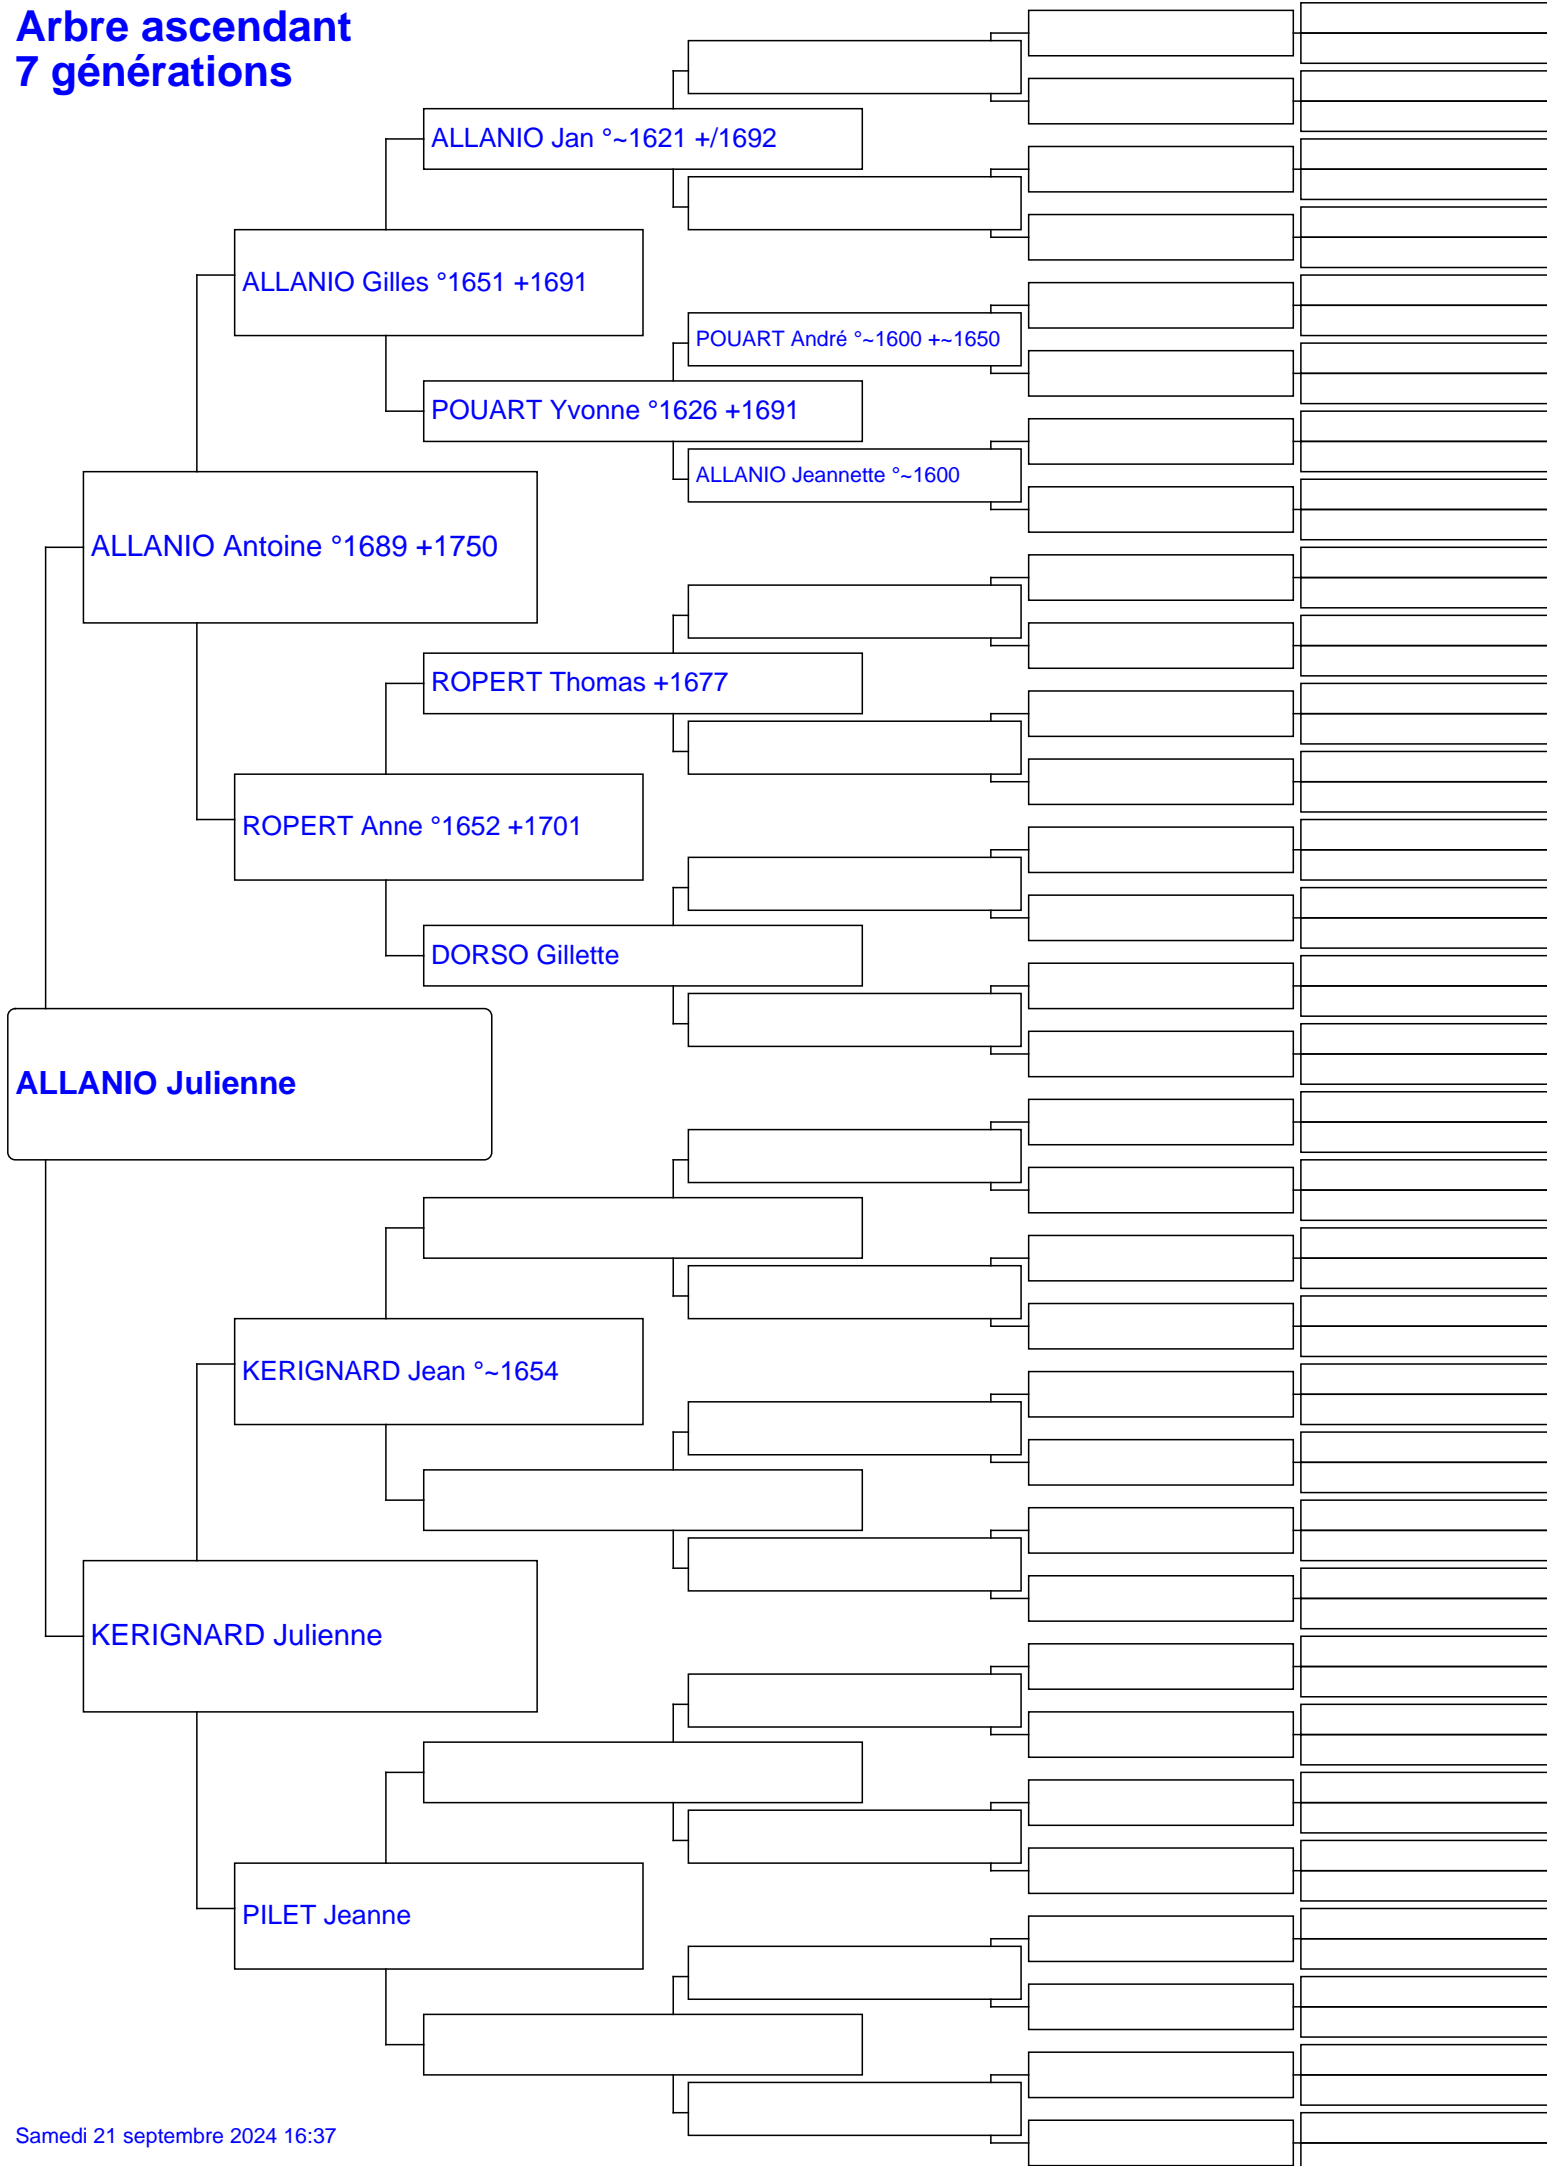 Arbre ascendant
7 générations
ALLANIO Jan °~1621 +/1692
ALLANIO Gilles °1651 +1691
POUART André °~1600 +~1650
POUART Yvonne °1626 +1691
ALLANIO Jeannette °~1600
ALLANIO Antoine °1689 +1750
ROPERT Thomas +1677
ROPERT Anne °1652 +1701
DORSO Gillette
ALLANIO Julienne
KERIGNARD Jean °~1654
KERIGNARD Julienne
PILET Jeanne
Samedi 21 septembre 2024 16:37